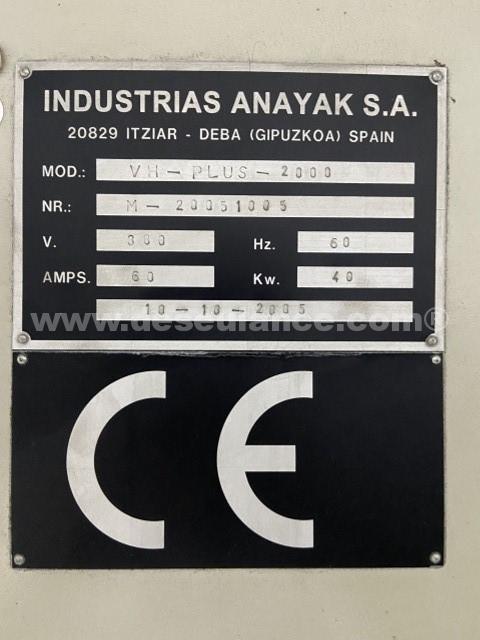 INDUSTRIAS ANAYAK S.A.
20829 ITZIAR - DEBA (GIPUZKOA) SPAIN
MOD.: VH-PLUS-2000
NR.: M-20051005
V. 380 Hz. 60
AMPS. 60 Kw. 40
10-10-2005
www.deseulance.com®
CE